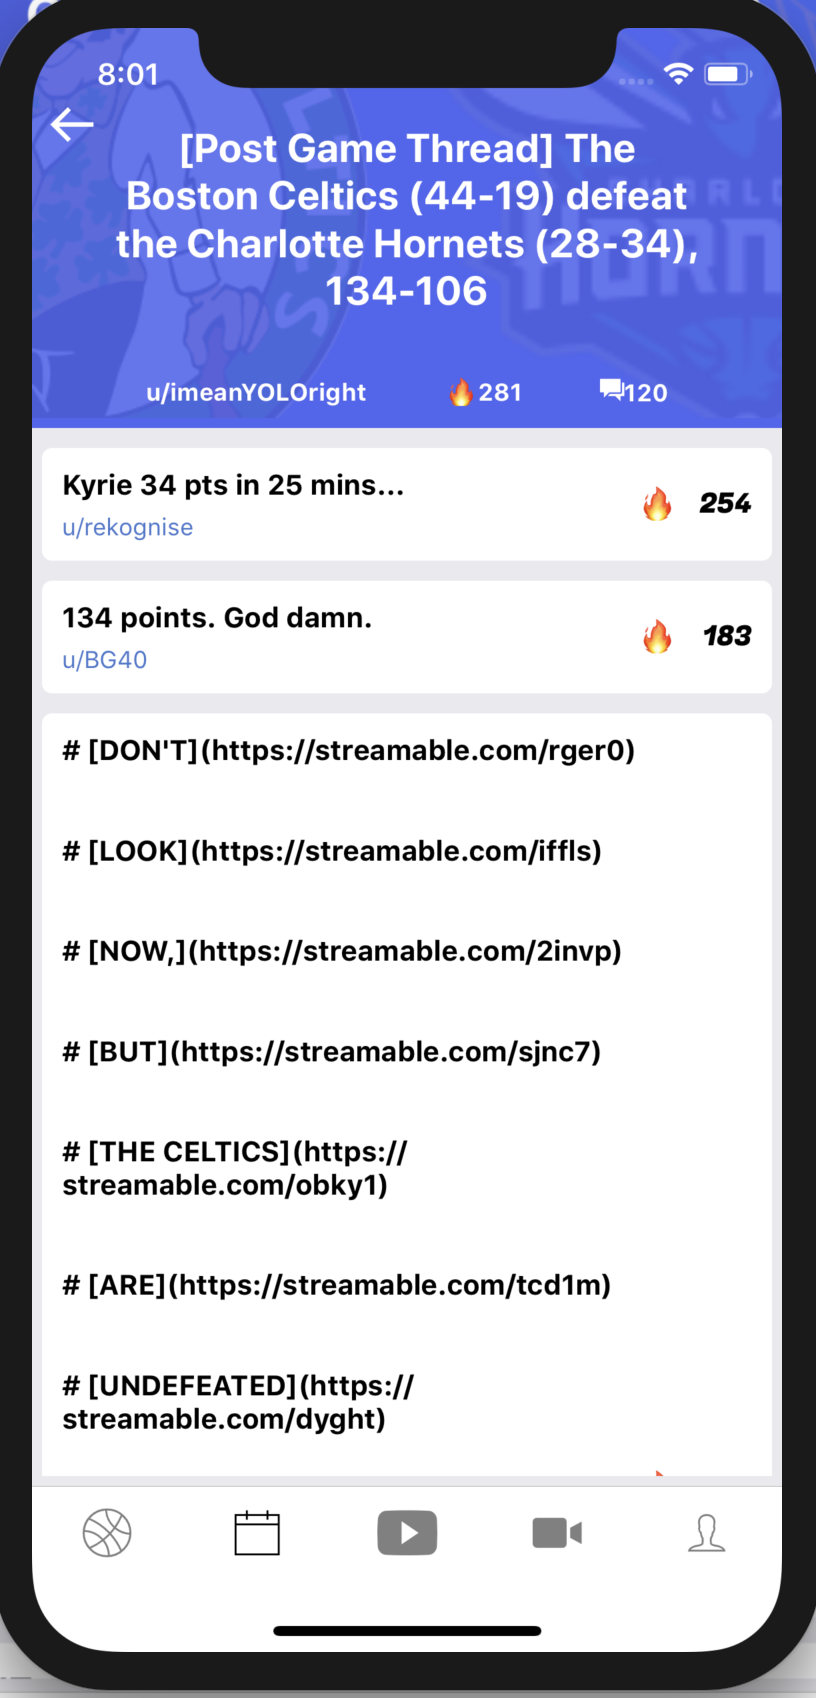 8:01
[Post Game Thread] The
Boston Celtics (44-19) defeat
the Charlotte Hornets (28-34),
134-106
u/imeanYOLOright 🔥281 120
Kyrie 34 pts in 25 mins...
🔥 254
u/rekognise
134 points. God damn.
🔥 183
u/BG40
# [DON'T](https://streamable.com/rger0)
# [LOOK](https://streamable.com/iffls)
# [NOW,](https://streamable.com/2invp)
# [BUT](https://streamable.com/sjnc7)
# [THE CELTICS](https://
streamable.com/obky1)
# [ARE](https://streamable.com/tcd1m)
# [UNDEFEATED](https://
streamable.com/dyght)